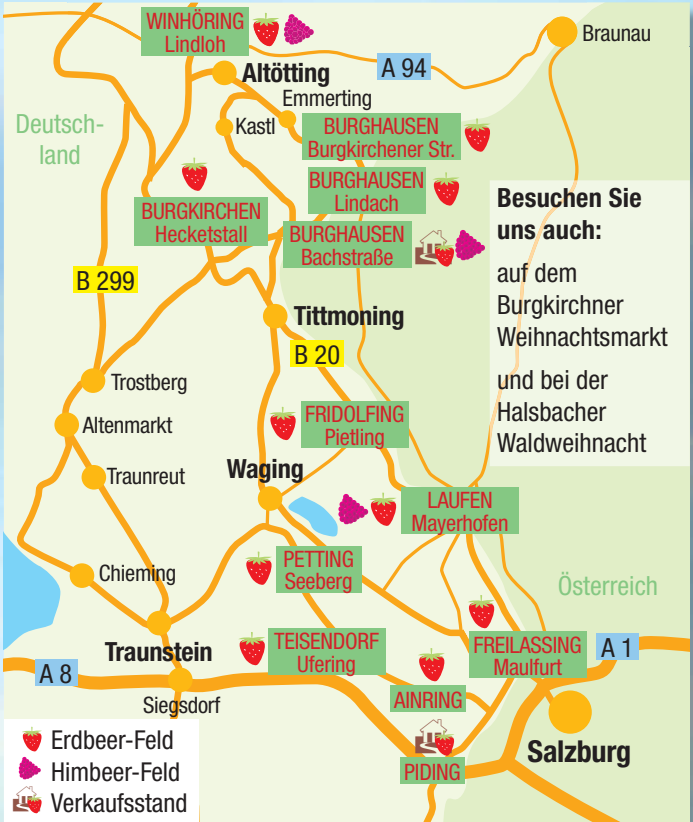 WINHÖRING
Lindloh
Braunau
A 94
Altötting
Emmerting
Deutsch-
land
Kastl
BURGHAUSEN
Burgkirchener Str.
BURGHAUSEN
Lindach
BURGKIRCHEN
Hecketstall
BURGHAUSEN
Bachstraße
Besuchen Sie
uns auch:
auf dem
Burgkirchner
Weihnachtsmarkt
und bei der
Halsbacher
Waldweihnacht
B 299
Tittmoning
B 20
Trostberg
FRIDOLFING
Pietling
Altenmarkt
Waging
Traunreut
LAUFEN
Mayerhofen
PETTING
Seeberg
Chieming
Österreich
Traunstein
TEISENDORF
Ufering
FREILASSING
Maulfurt
A 1
A 8
AINRING
Siegsdorf
Salzburg
PIDING
Erdbeer-Feld
Himbeer-Feld
Verkaufsstand